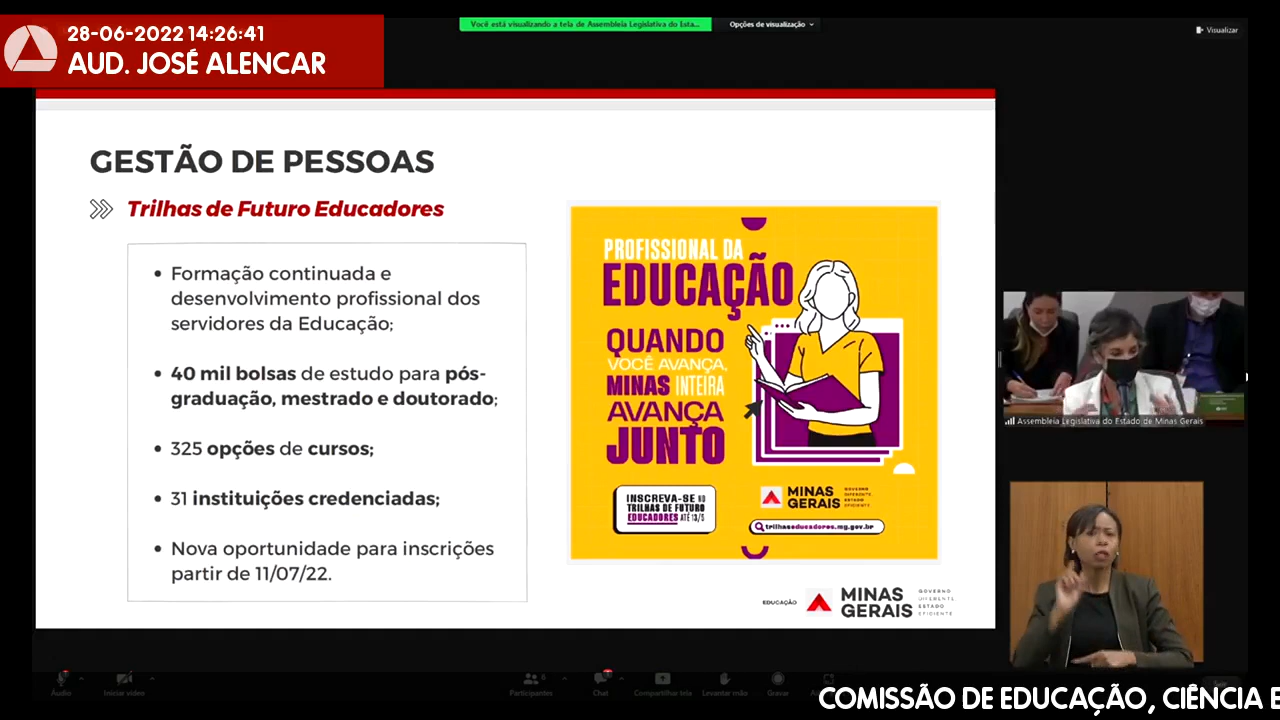 28-06-2022 14:26:41
AUD. JOSÉ ALENCAR
Você está visualizando a tela de Assembleia Legislativa do Esta...
Opções de visualização
Visualizar
GESTÃO DE PESSOAS
Trilhas de Futuro Educadores
• Formação continuada e
desenvolvimento profissional dos
servidores da Educação;
• 40 mil bolsas de estudo para pós-
graduação, mestrado e doutorado;
• 325 opções de cursos;
• 31 instituições credenciadas;
• Nova oportunidade para inscrições
partir de 11/07/22.
PROFISSIONAL DA
EDUCAÇÃO
QUANDO
VOCÊ AVANÇA,
MINAS INTEIRA
AVANÇA
JUNTO
INSCREVA-SE NO
TRILHAS DE FUTURO
EDUCADORES ATÉ 13/5
MINAS
GERAIS
GOVERNO
DIFERENTE
ESTADO
EFICIENTE
trilhaseducadores.mg.gov.br
EDUCAÇÃO
MINAS
GERAIS
GOVERNO
DIFERENTE
ESTADO
EFICIENTE
Assembleia Legislativa do Estado de Minas Gerais
Áudio
Iniciar vídeo
Participantes
6
Chat
Compartilhar tela
Levantar mão
Gravar
Sair
COMISSÃO DE EDUCAÇÃO, CIÊNCIA E